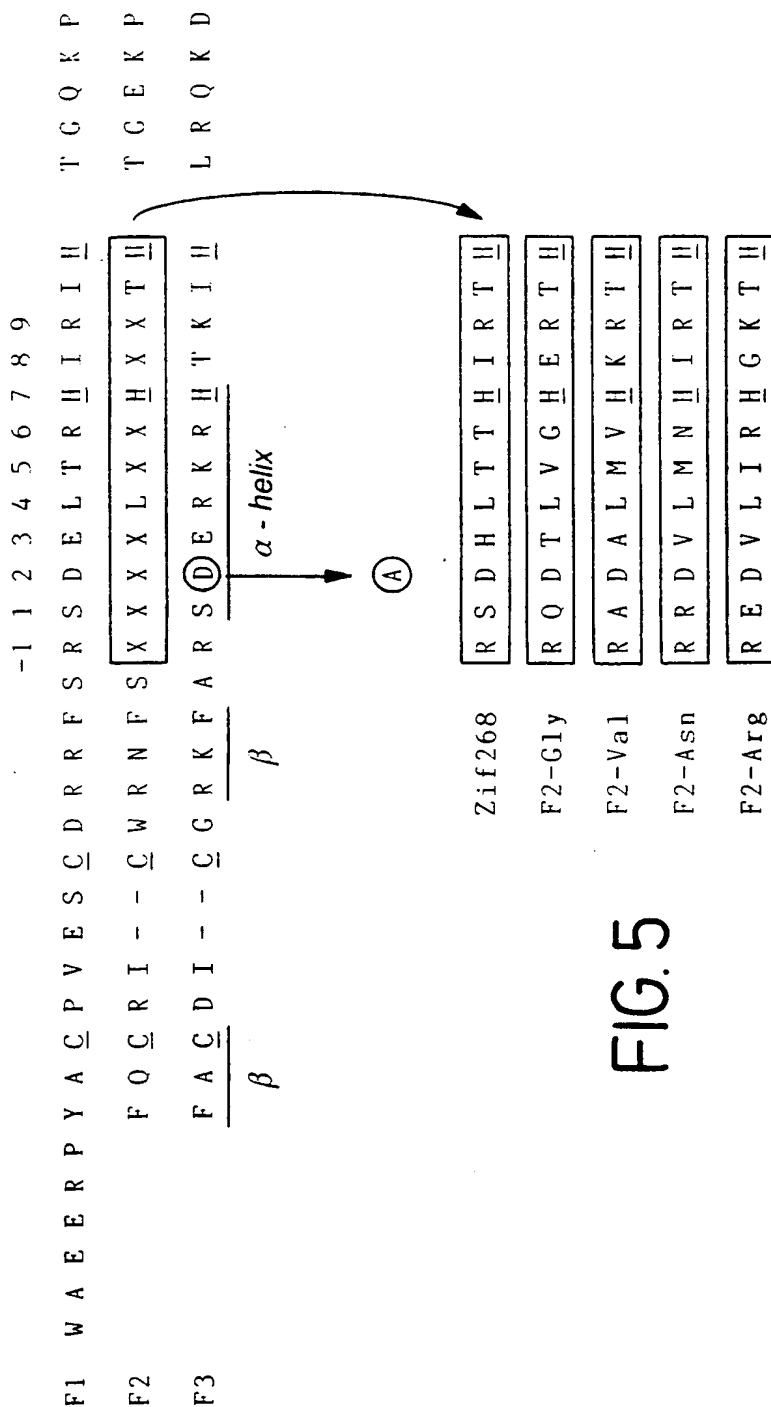 -1 1 2 3 4 5 6 7 8 9
F1 W A E E R P Y A C P V E S C D R R F S R S D E L T R H I R I H T G Q K P
F2 F Q C R I - - C W R N F S X X X X L X X H X X T H T G E K P
F3 F A C D I - - C G R K F A R S D E R K R H T K I H L R Q K D
β β α-helix
A
Zif268 R S D H L T T H I R T H
F2-Gly R Q D T L V G H E R T H
F2-Val R A D A L M V H K R T H
F2-Asn R R D V L M N H I R T H
F2-Arg R E D V L I R H G K T H
FIG. 5